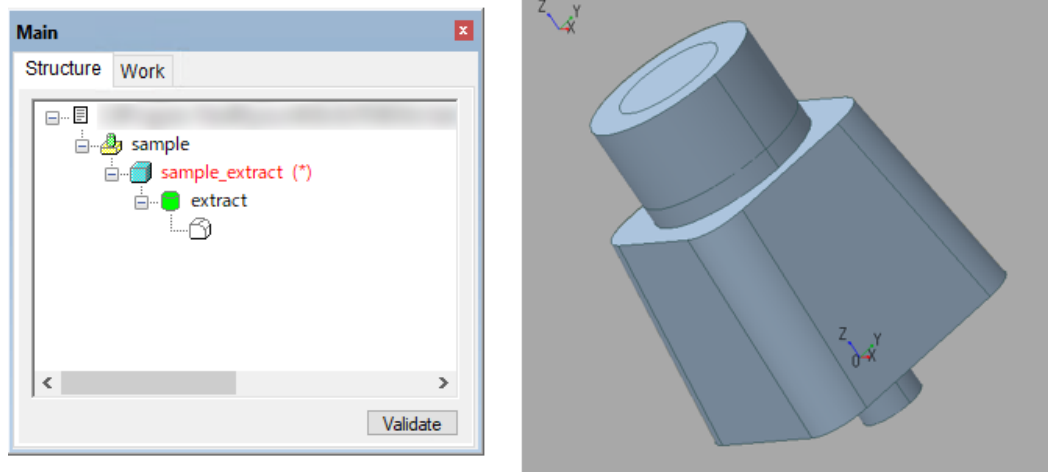 Main
x
Structure Work
sample
sample_extract (*)
extract
Validate
Z
Y
X
Z
Y
0 X